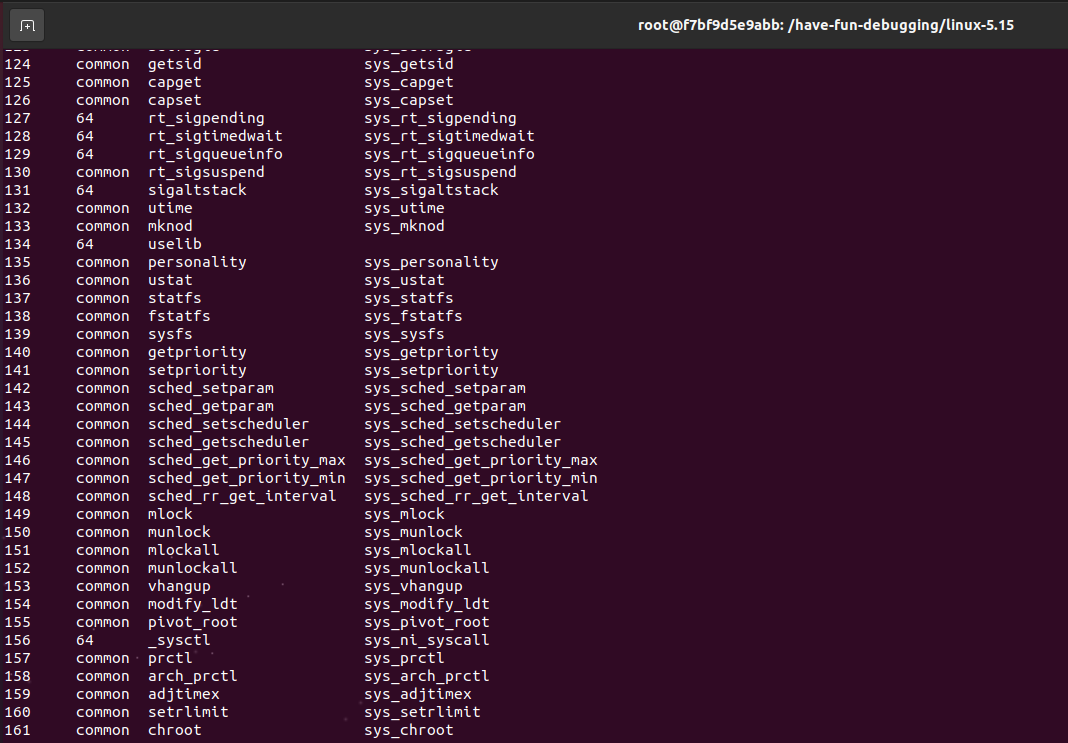 root@f7bf9d5e9abb: /have-fun-debugging/linux-5.15
124 common getsid sys_getsid
125 common capget sys_capget
126 common capset sys_capset
127 64 rt_sigpending sys_rt_sigpending
128 64 rt_sigtimedwait sys_rt_sigtimedwait
129 64 rt_sigqueueinfo sys_rt_sigqueueinfo
130 common rt_sigsuspend sys_rt_sigsuspend
131 64 sigaltstack sys_sigaltstack
132 common utime sys_utime
133 common mknod sys_mknod
134 64 uselib
135 common personality sys_personality
136 common ustat sys_ustat
137 common statfs sys_statfs
138 common fstatfs sys_fstatfs
139 common sysfs sys_sysfs
140 common getpriority sys_getpriority
141 common setpriority sys_setpriority
142 common sched_setparam sys_sched_setparam
143 common sched_getparam sys_sched_getparam
144 common sched_setscheduler sys_sched_setscheduler
145 common sched_getscheduler sys_sched_getscheduler
146 common sched_get_priority_max sys_sched_get_priority_max
147 common sched_get_priority_min sys_sched_get_priority_min
148 common sched_rr_get_interval sys_sched_rr_get_interval
149 common mlock sys_mlock
150 common munlock sys_munlock
151 common mlockall sys_mlockall
152 common munlockall sys_munlockall
153 common vhangup sys_vhangup
154 common modify_ldt sys_modify_ldt
155 common pivot_root sys_pivot_root
156 64 _sysctl sys_ni_syscall
157 common prctl sys_prctl
158 common arch_prctl sys_arch_prctl
159 common adjtimex sys_adjtimex
160 common setrlimit sys_setrlimit
161 common chroot sys_chroot